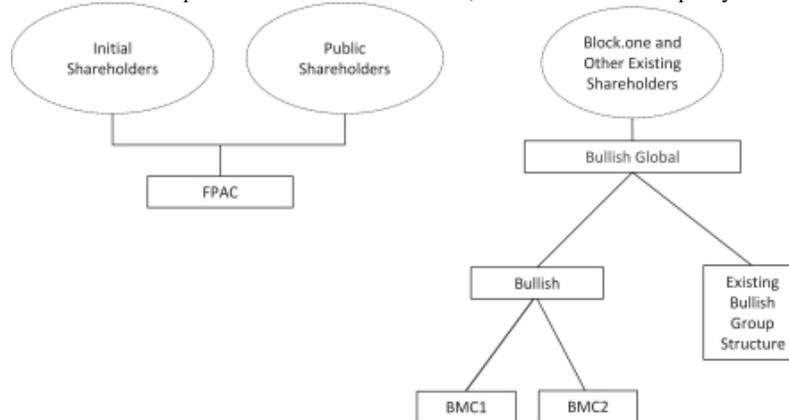 Initial
Shareholders
Public
Shareholders
Block.one and
Other Existing
Shareholders
Bullish Global
FPAC
Bullish
Existing
Bullish
Group
Structure
BMC1
BMC2